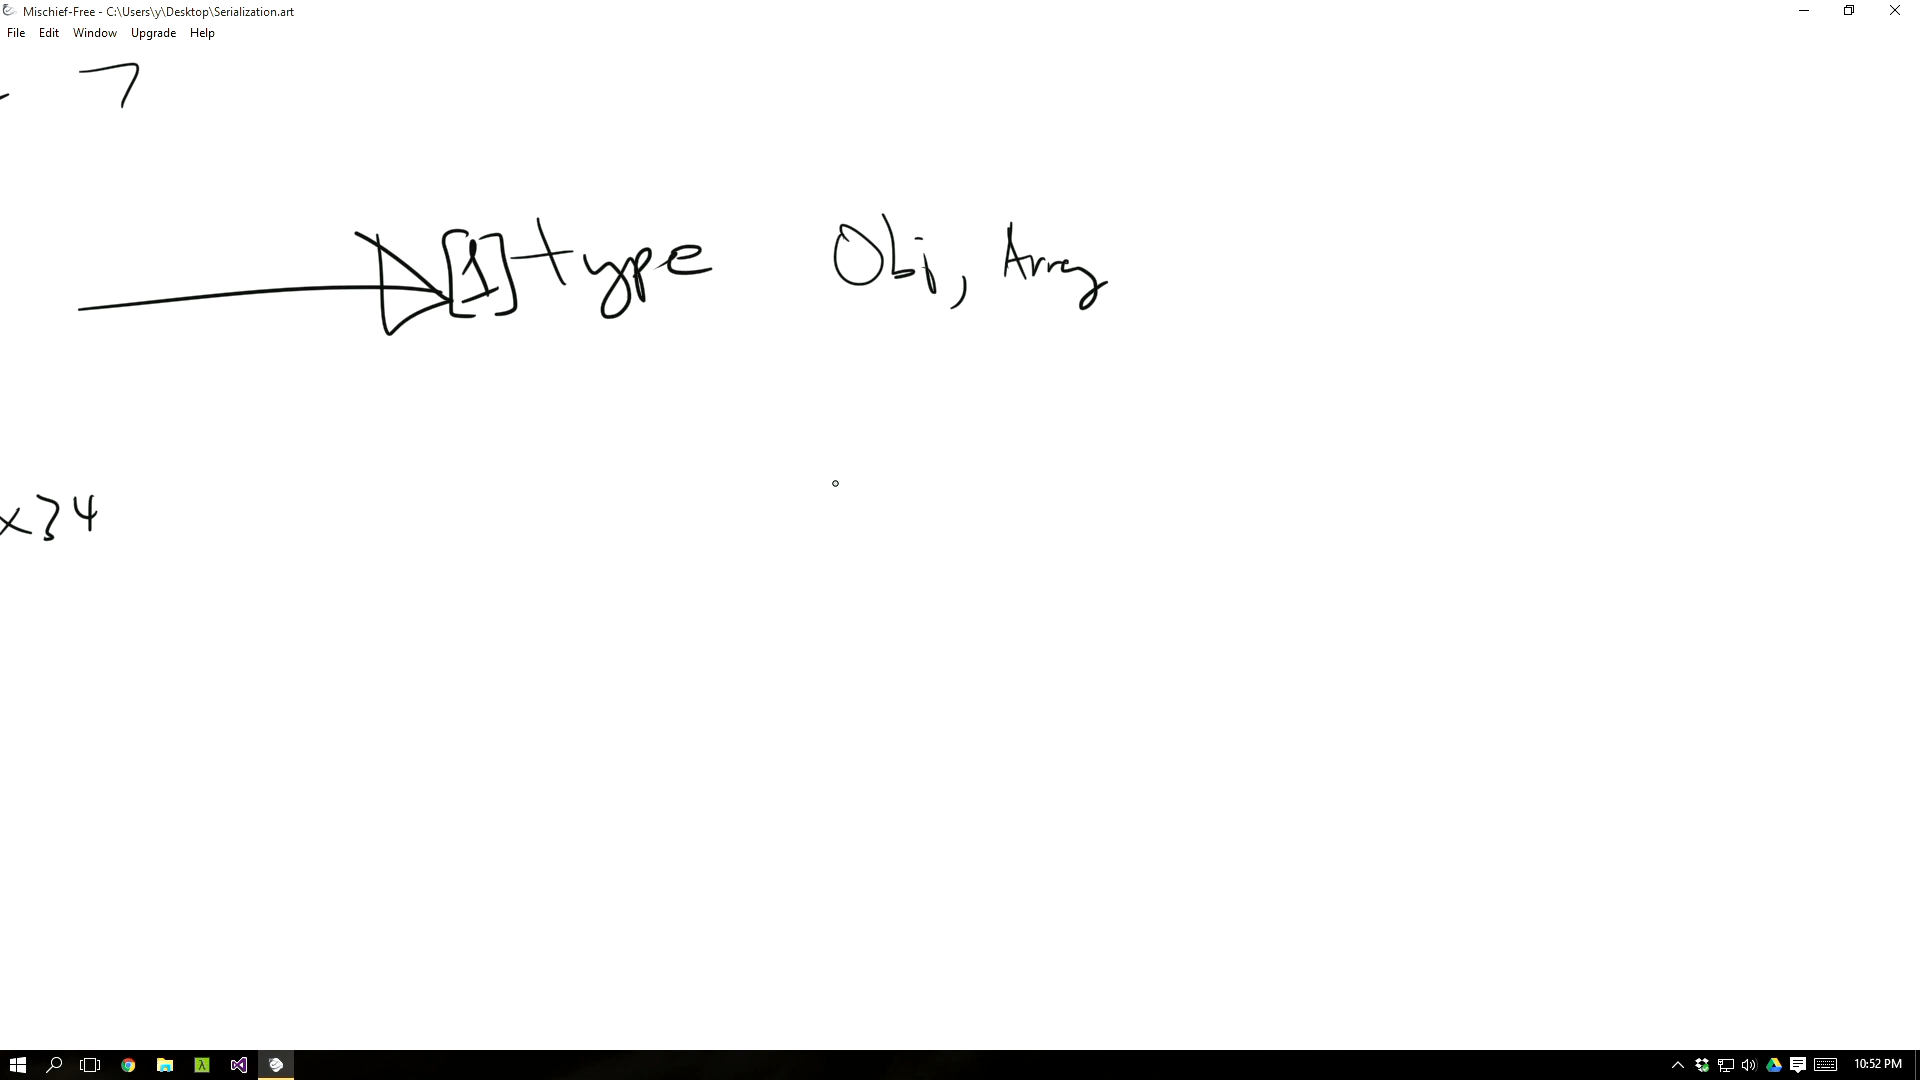 Mischief-Free - C:\Users\y\Desktop\Serialization.art
File Edit Window Upgrade Help
7
[1] type Obj, Array
x34
10:52 PM